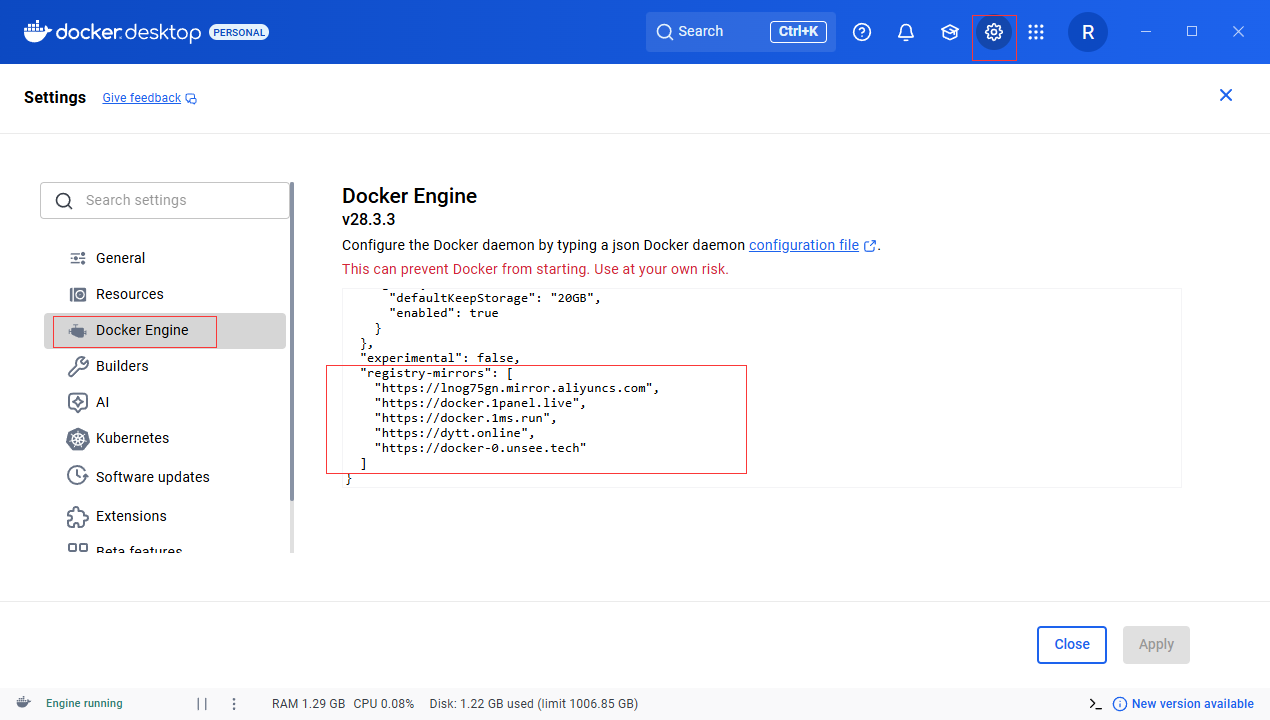 docker.desktop PERSONAL
Search Ctrl+K
R
Settings Give feedback
Search settings
General
Resources
Docker Engine
Builders
AI
Kubernetes
Software updates
Extensions
Beta features
Docker Engine
v28.3.3
Configure the Docker daemon by typing a json Docker daemon configuration file .
This can prevent Docker from starting. Use at your own risk.
"defaultKeepStorage": "20GB",
"enabled": true
}
},
"experimental": false,
"registry-mirrors": [
"https://lnog75gn.mirror.aliyuncs.com",
"https://docker.1panel.live",
"https://docker.1ms.run",
"https://dytt.online",
"https://docker-0.unsee.tech"
]
}
Close Apply
Engine running RAM 1.29 GB CPU 0.08% Disk: 1.22 GB used (limit 1006.85 GB) New version available